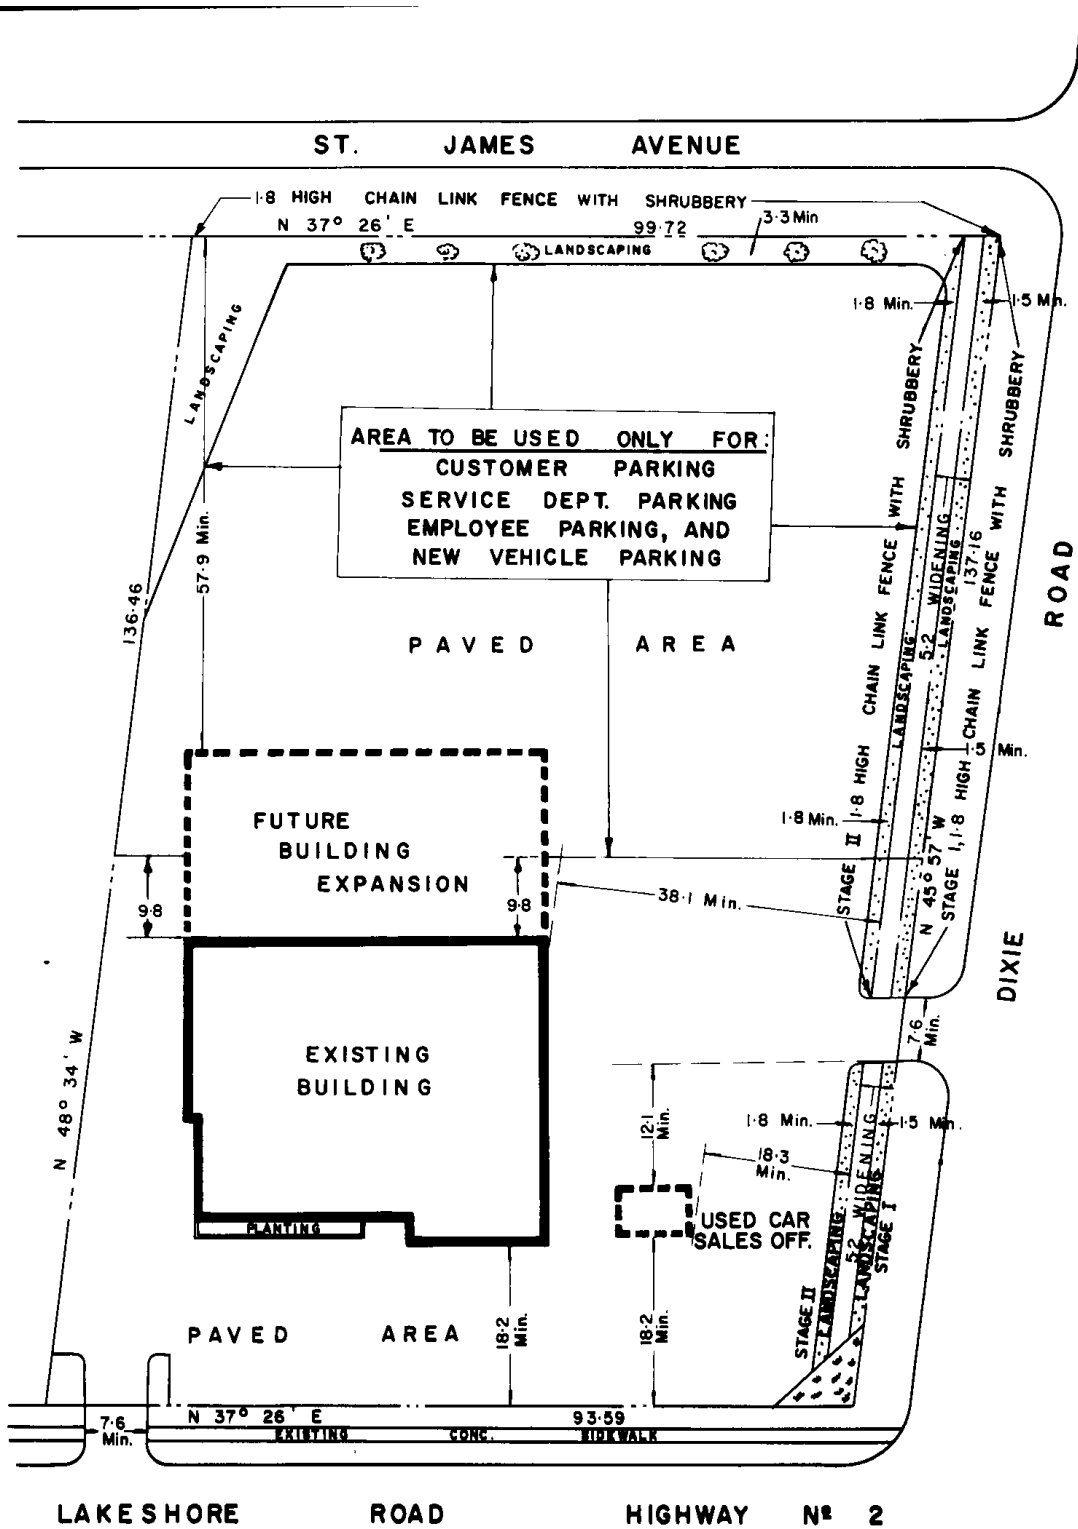 ST. JAMES AVENUE
1·8 HIGH CHAIN LINK FENCE WITH SHRUBBERY
N 37° 26' E 99·72
3·3 Min
LANDSCAPING
LANDSCAPING
1·8 Min.
1·5 Min.
AREA TO BE USED ONLY FOR:
CUSTOMER PARKING
SERVICE DEPT. PARKING
EMPLOYEE PARKING, AND
NEW VEHICLE PARKING
57·9 Min.
136·46
N 48° 34' W
PAVED AREA
STAGE II 1·8 HIGH CHAIN LINK FENCE WITH SHRUBBERY
LANDSCAPING
5·2 WIDENING
LANDSCAPING
N 45° 57' W 137·16
STAGE 1, 1·8 HIGH CHAIN LINK FENCE WITH SHRUBBERY
DIXIE ROAD
1·5 Min.
1·8 Min.
FUTURE
BUILDING
EXPANSION
9·8
9·8
38·1 Min.
EXISTING
BUILDING
7·6
Min.
12·1
Min.
1·8 Min.
1·5 Min.
18·3
Min.
USED CAR
SALES OFF.
PLANTING
STAGE II
LANDSCAPING
5·2 WIDENING
LANDSCAPING
STAGE I
PAVED AREA
18·2
Min.
18·2
Min.
N 37° 26' E 93·59
7·6
Min.
EXISTING CONC. SIDEWALK
LAKESHORE ROAD HIGHWAY Nº 2